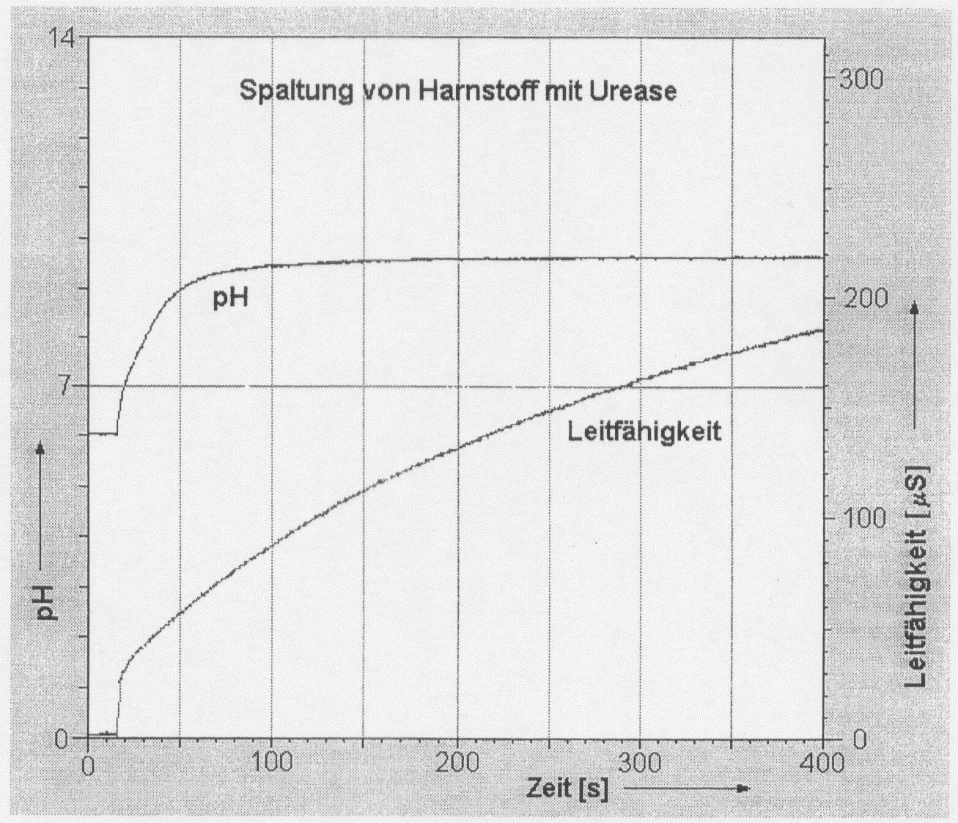 14
300
Spaltung von Harnstoff mit Urease
pH
200
7
Leitfähigkeit
100
pH
Leitfähigkeit [µS]
0
0
0
100
200
300
400
Zeit [s]